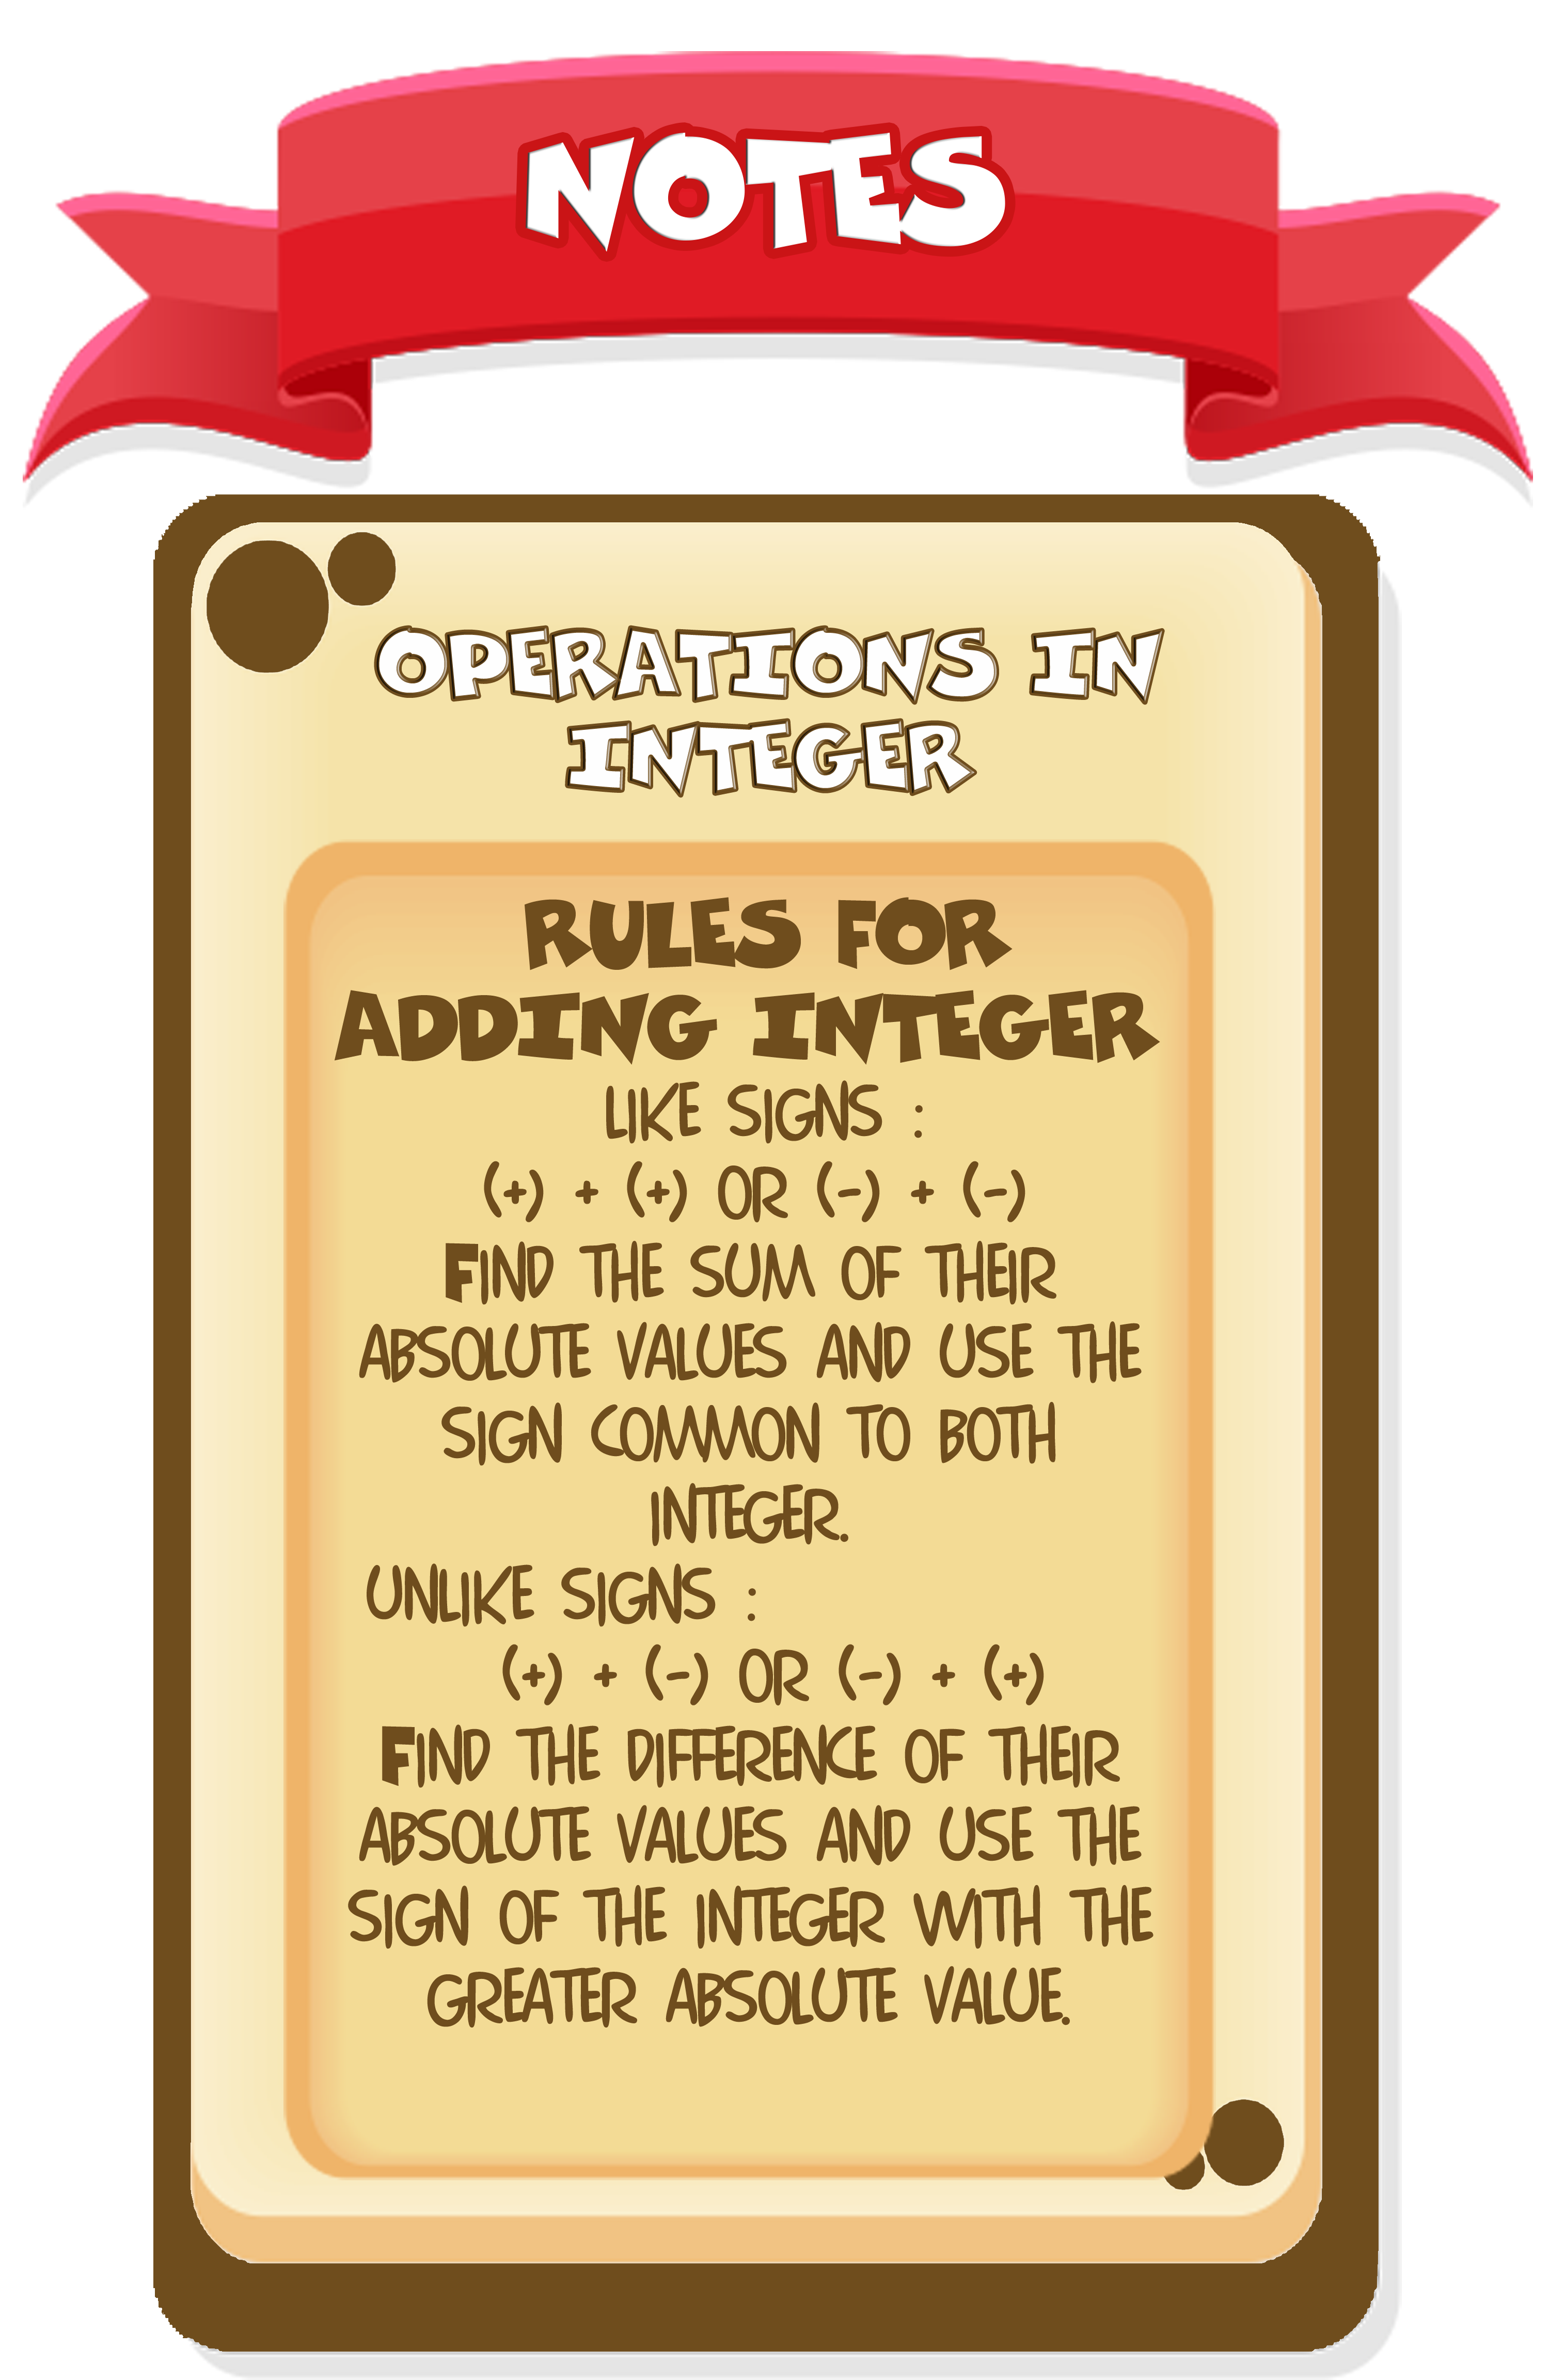 NOTES
OPERATIONS IN
INTEGER
RULES FOR
ADDING INTEGER
LIKE SIGNS :
(+) + (+) OR (-) + (-)
FIND THE SUM OF THEIR
ABSOLUTE VALUES AND USE THE
SIGN COMMON TO BOTH
INTEGER.
UNLIKE SIGNS :
(+) + (-) OR (-) + (+)
FIND THE DIFFERENCE OF THEIR
ABSOLUTE VALUES AND USE THE
SIGN OF THE INTEGER WITH THE
GREATER ABSOLUTE VALUE.